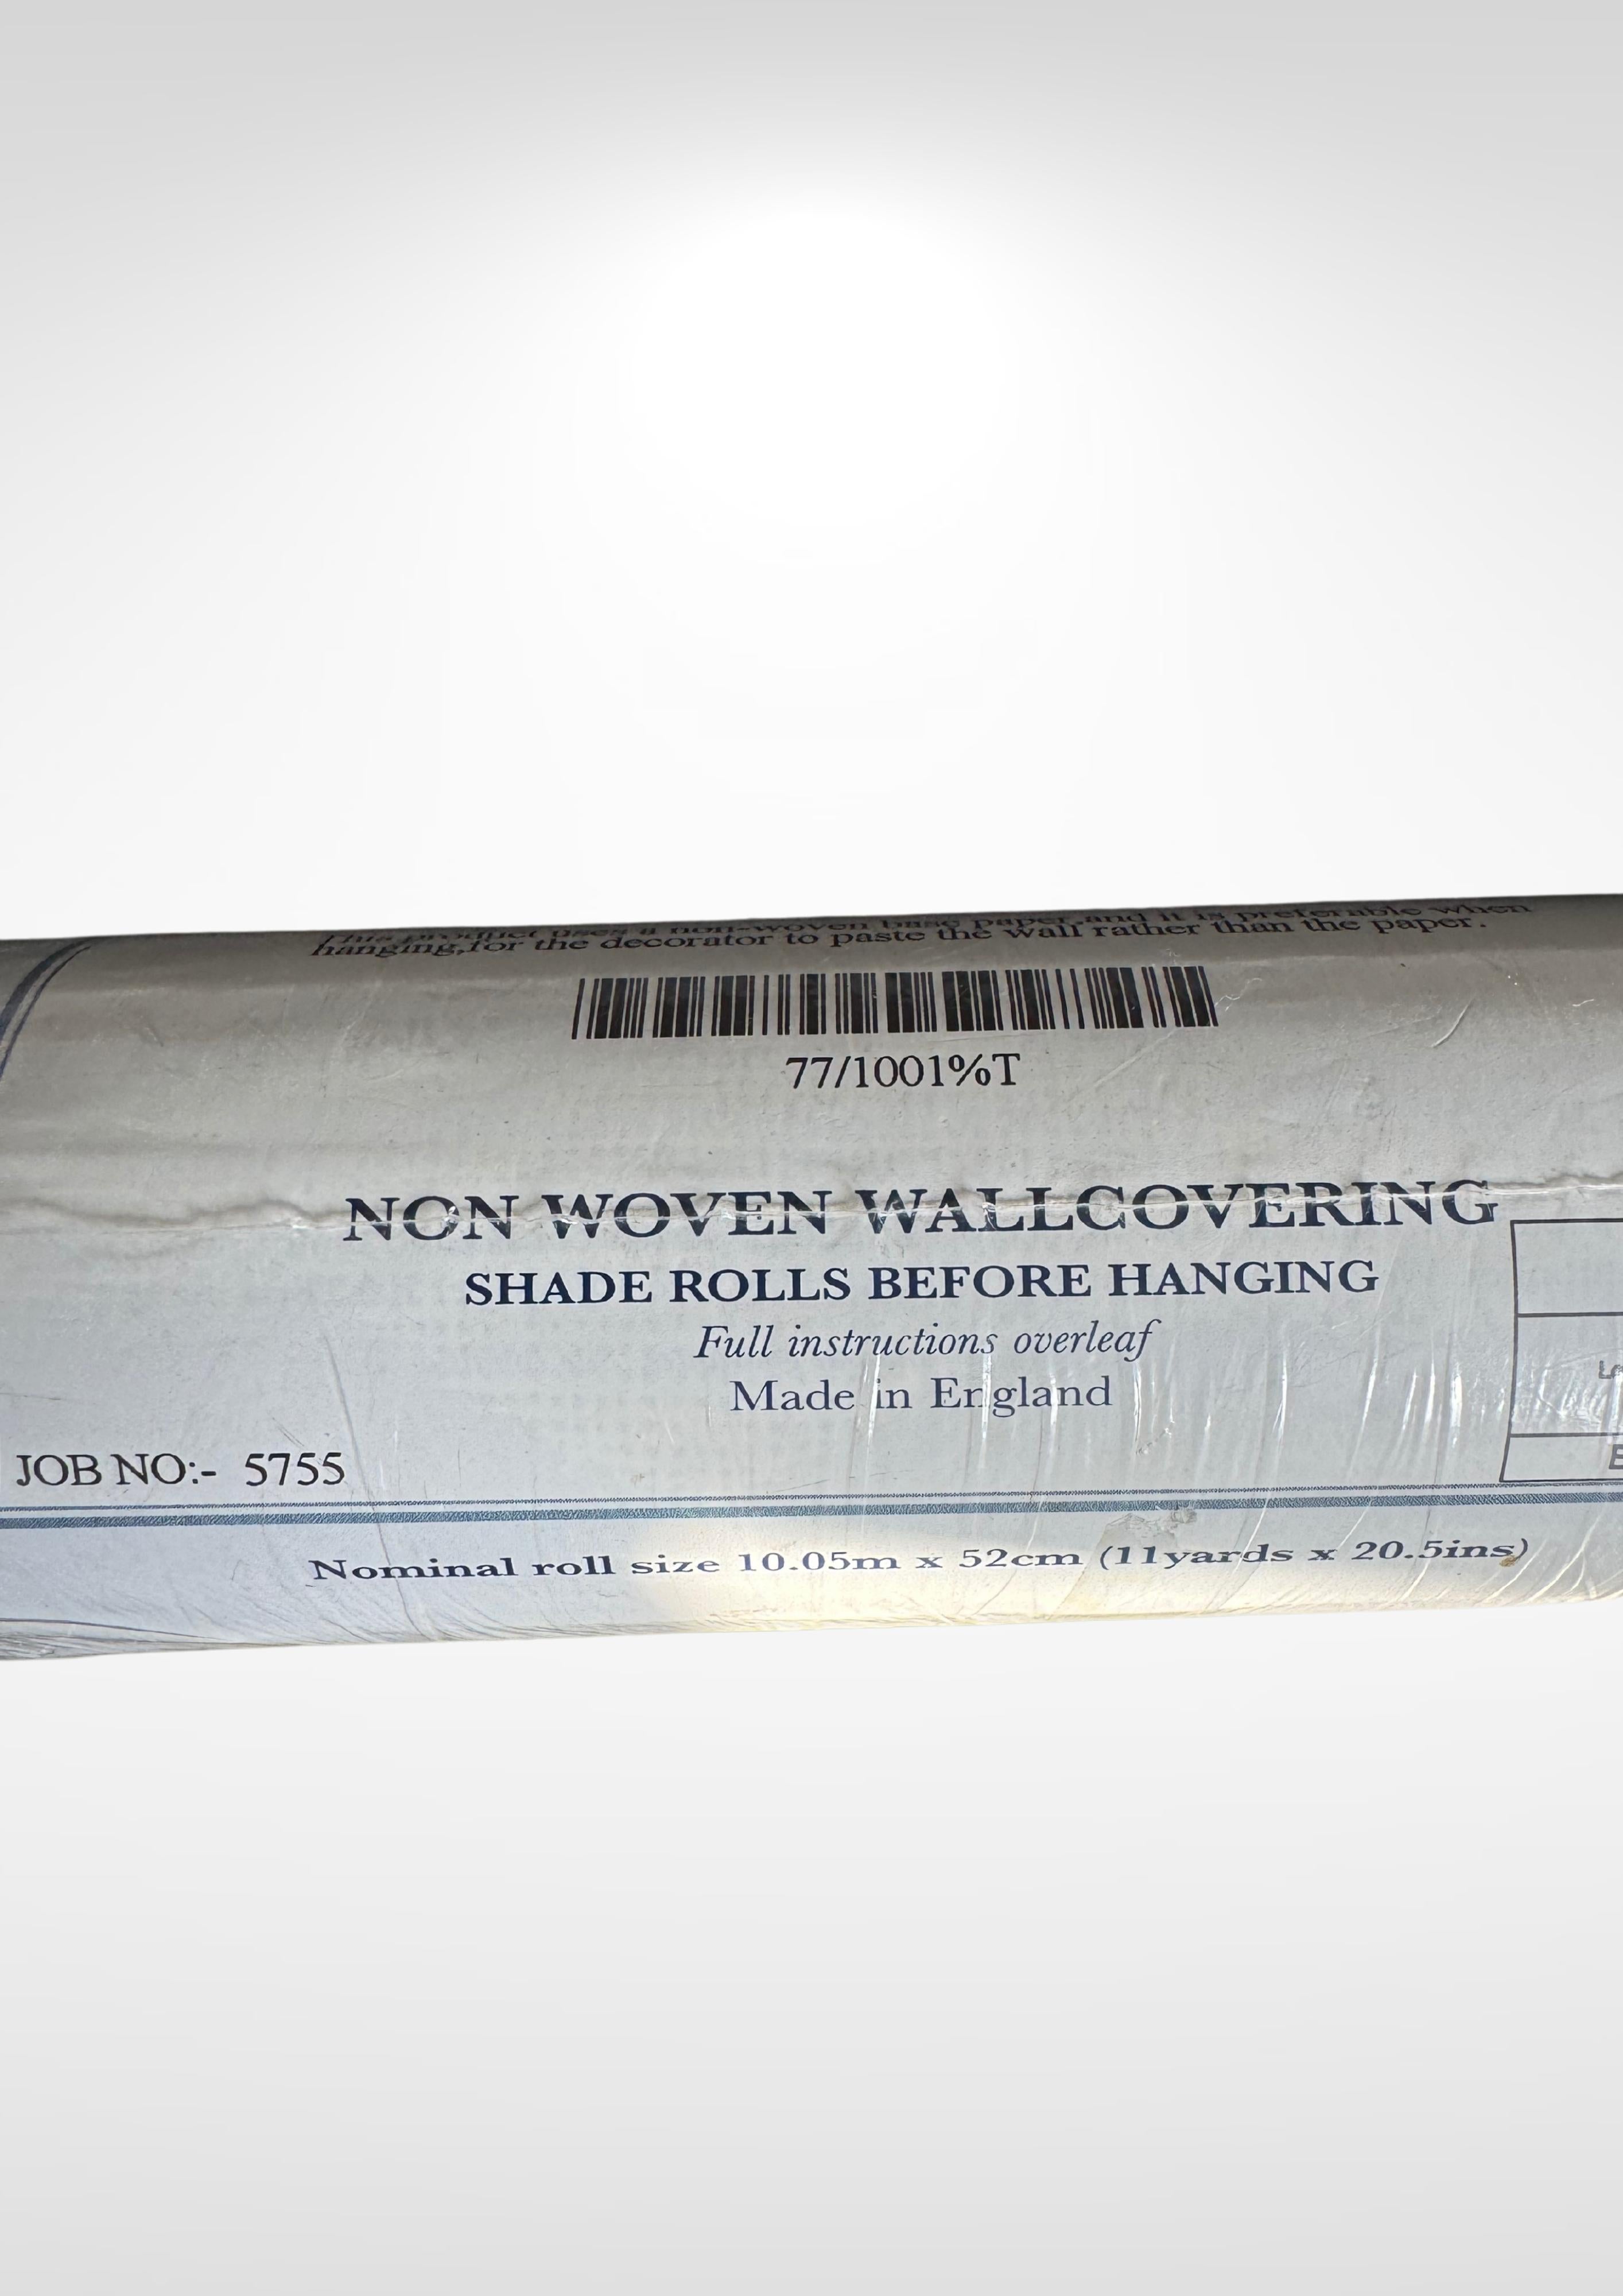 This product uses a non-woven base paper,and it is preferable when
hanging,for the decorator to paste the wall rather than the paper.
77/1001%T
NON WOVEN WALLCOVERING
SHADE ROLLS BEFORE HANGING
Full instructions overleaf
Made in England
JOB NO:- 5755
Nominal roll size 10.05m x 52cm (11yards x 20.5ins)